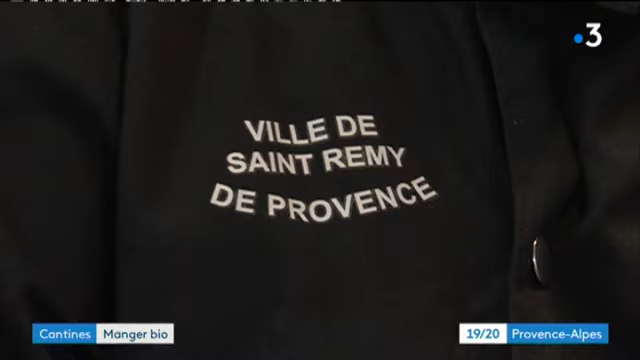 3
VILLE DE
SAINT REMY
DE PROVENCE
Cantines Manger bio
19/20 Provence-Alpes